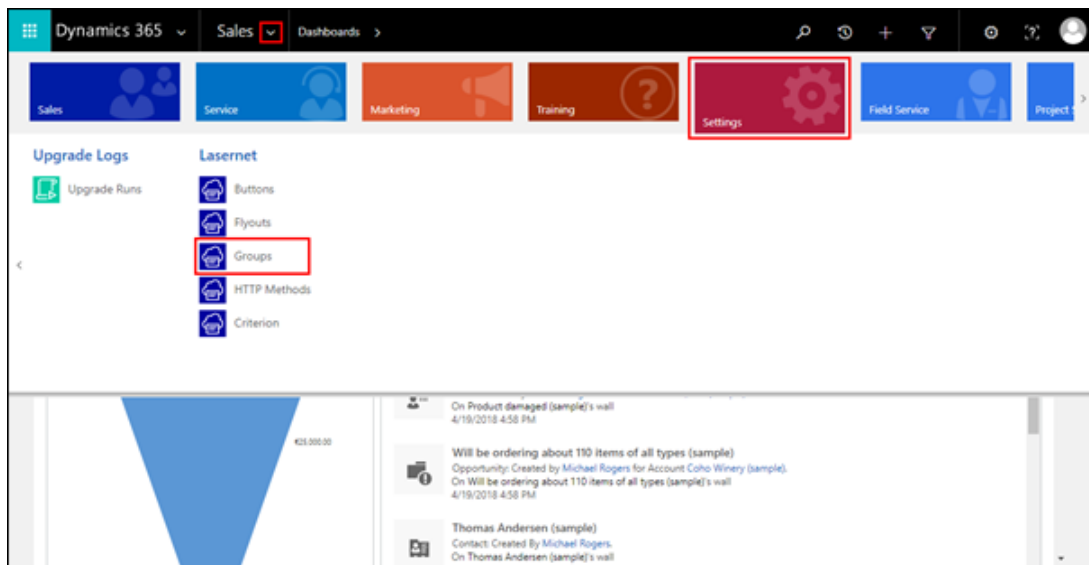 Dynamics 365 Sales Dashboards
Sales Service Marketing Training Settings Field Service Project
Upgrade Logs
Upgrade Runs
Lasernet
Buttons
Flyouts
Groups
HTTP Methods
Criterion
€25,000.00
On Product damaged (sample)'s wall
4/19/2018 4:58 PM
Will be ordering about 110 items of all types (sample)
Opportunity: Created by Michael Rogers for Account Coho Winery (sample).
On Will be ordering about 110 items of all types (sample)'s wall
4/19/2018 4:58 PM
Thomas Andersen (sample)
Contact: Created By Michael Rogers.
On Thomas Andersen (sample)'s wall